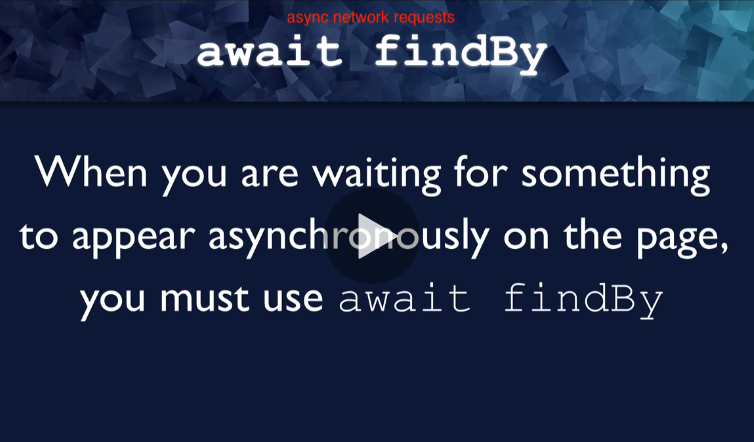 async network requests
await findBy
When you are waiting for something
to appear asynchronously on the page,
you must use await findBy